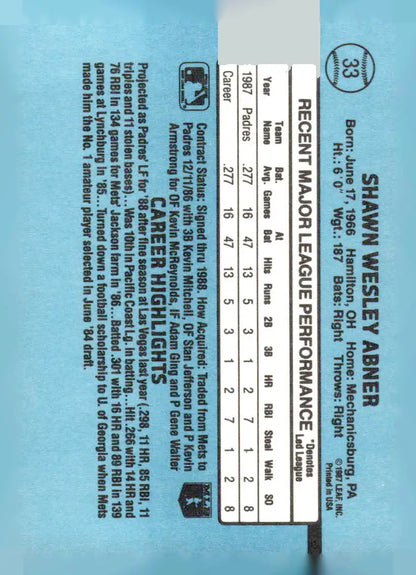 33
SHAWN WESLEY ABNER
Born: June 17, 1966 Hamilton, OH Home: Mechanicsburg, PA
Ht.: 6' 0" Wgt.: 187 Bats: Right Throws: Right
©1987 LEAF, INC.
Printed in USA
RECENT MAJOR LEAGUE PERFORMANCE *Denotes Led League
Year Team Name Bat. Avg. Games At Bat Hits Runs 2B 3B HR RBI Steal Walk SO
1987 Padres .277 16 47 13 5 3 1 2 7 1 2 8
Career .277 16 47 13 5 3 1 2 7 1 2 8
Contract Status: Signed thru 1988. How Acquired: Traded from Mets to
Padres 12/11/86 with 3B Kevin Mitchell, OF Stan Jefferson and P Kevin
Armstrong for OF Kevin McReynolds, IF Adam Ging and P Gene Walter
CAREER HIGHLIGHTS
Projected as Padres' LF for '88 after fine season at Las Vegas last year (.298, 11 HR, 85 RBI, 11
triples and 11 stolen bases)... Was 10th in Pacific Coast Lg. in batting... Hit .266 with 14 HR and
76 RBI in 134 games for Mets' Jackson farm in '86... Batted .301 with 16 HR and 89 RBI in 139
games at Lynchburg in '85... Turned down a football scholarship to U. of Georgia when Mets
made him the No. 1 amateur player selected in June '84 draft.